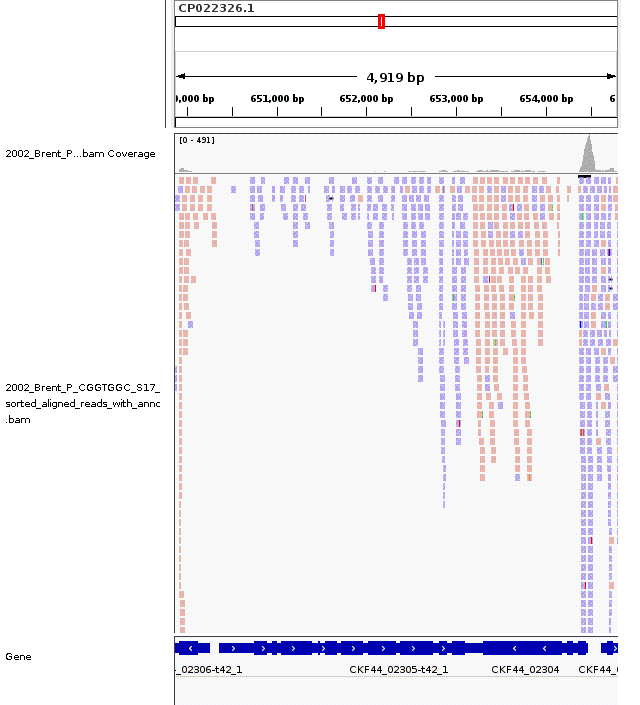 CP022326.1
4,919 bp
),000 bp 651,000 bp 652,000 bp 653,000 bp 654,000 bp 6
[0 - 491]
2002_Brent_P...bam Coverage
2002_Brent_P_CGGTGGC_S17_
sorted_aligned_reads_with_annc
.bam
Gene
-_02306-t42_1 CKF44_02305-t42_1 CKF44_02304 CKF44_(